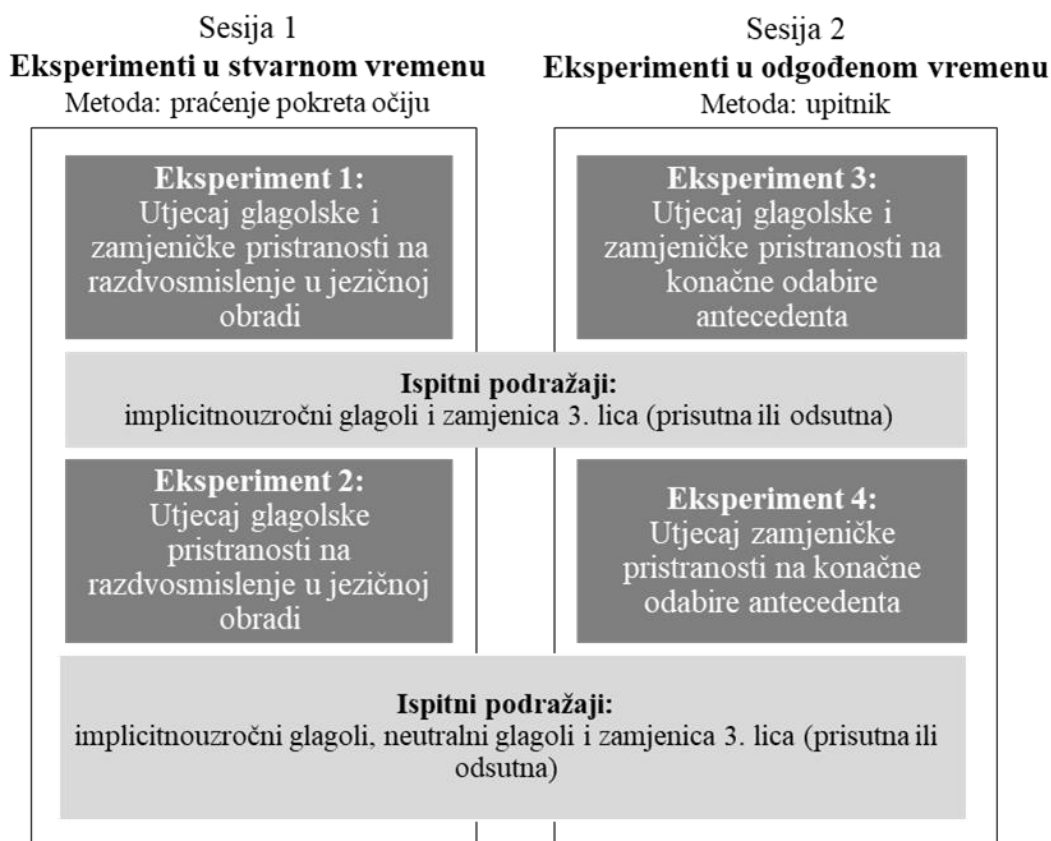 Sesija 1
Eksperimenti u stvarnom vremenu
Metoda: praćenje pokreta očiju
Sesija 2
Eksperimenti u odgođenom vremenu
Metoda: upitnik
Eksperiment 1:
Utjecaj glagolske i
zamjeničke pristranosti na
razdvosmislenje u jezičnoj
obradi
Eksperiment 3:
Utjecaj glagolske i
zamjeničke pristranosti na
konačne odabire
antecedenta
Ispitni podražaji:
implicitnouzročni glagoli i zamjenica 3. lica (prisutna ili odsutna)
Eksperiment 2:
Utjecaj glagolske
pristranosti na
razdvosmislenje u jezičnoj
obradi
Eksperiment 4:
Utjecaj zamjeničke
pristranosti na konačne
odabire antecedenta
Ispitni podražaji:
implicitnouzročni glagoli, neutralni glagoli i zamjenica 3. lica (prisutna ili
odsutna)